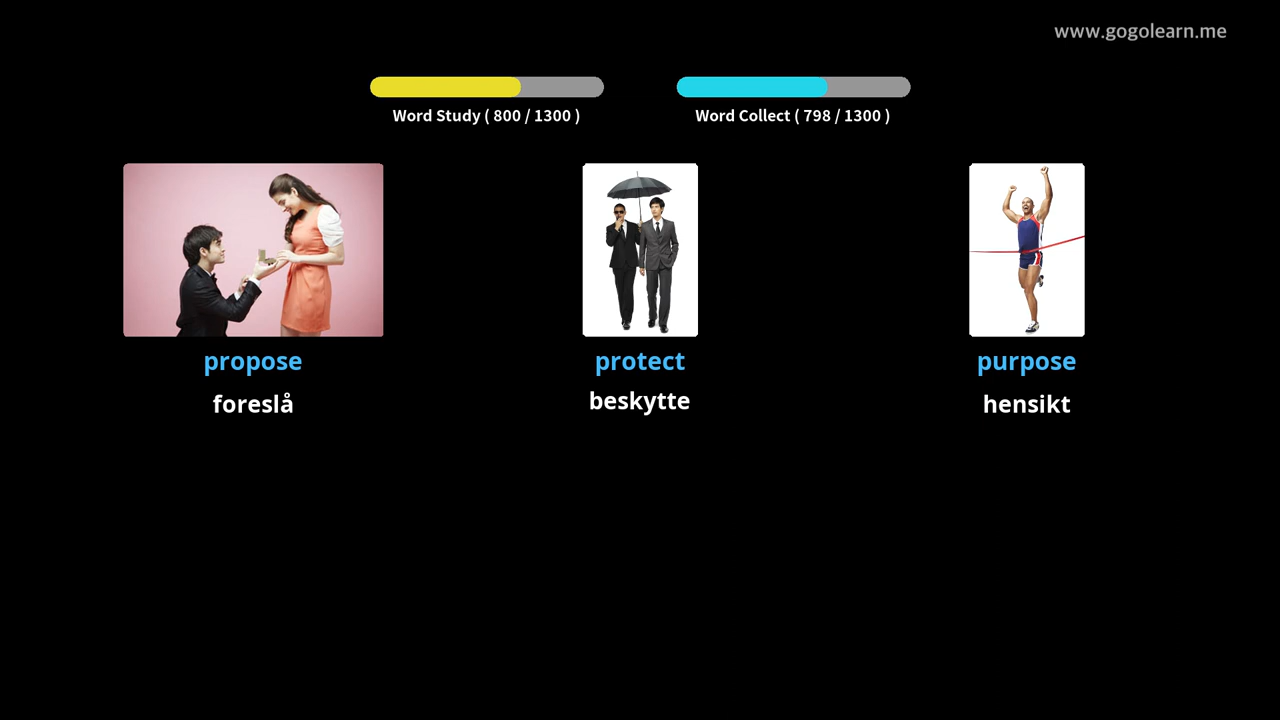 www.gogolearn.me
Word Study ( 800 / 1300 )
Word Collect ( 798 / 1300 )
propose
protect
purpose
foreslå
beskytte
hensikt